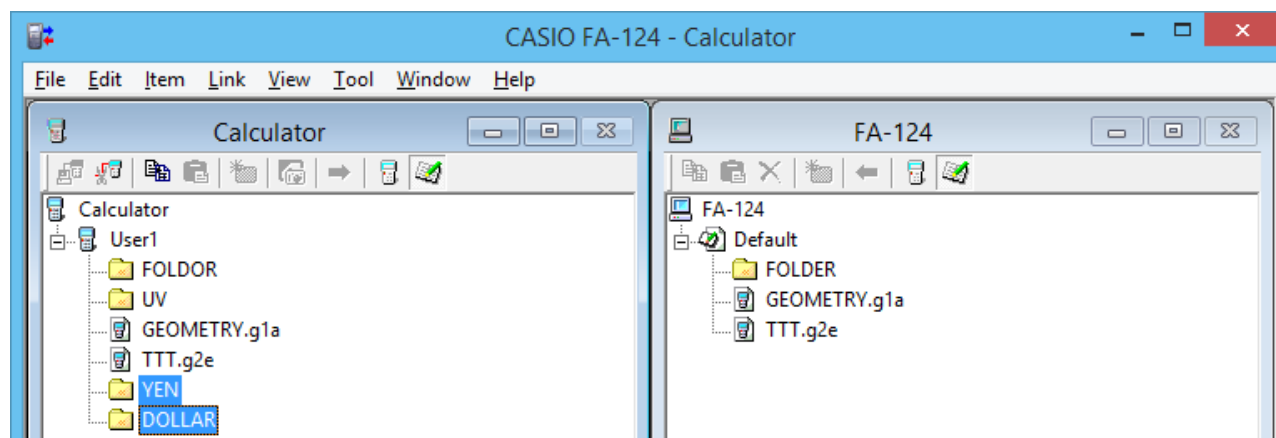 CASIO FA-124 - Calculator
File Edit Item Link View Tool Window Help
Calculator
Calculator
User1
FOLDOR
UV
GEOMETRY.g1a
TTT.g2e
YEN
DOLLAR
FA-124
FA-124
Default
FOLDER
GEOMETRY.g1a
TTT.g2e